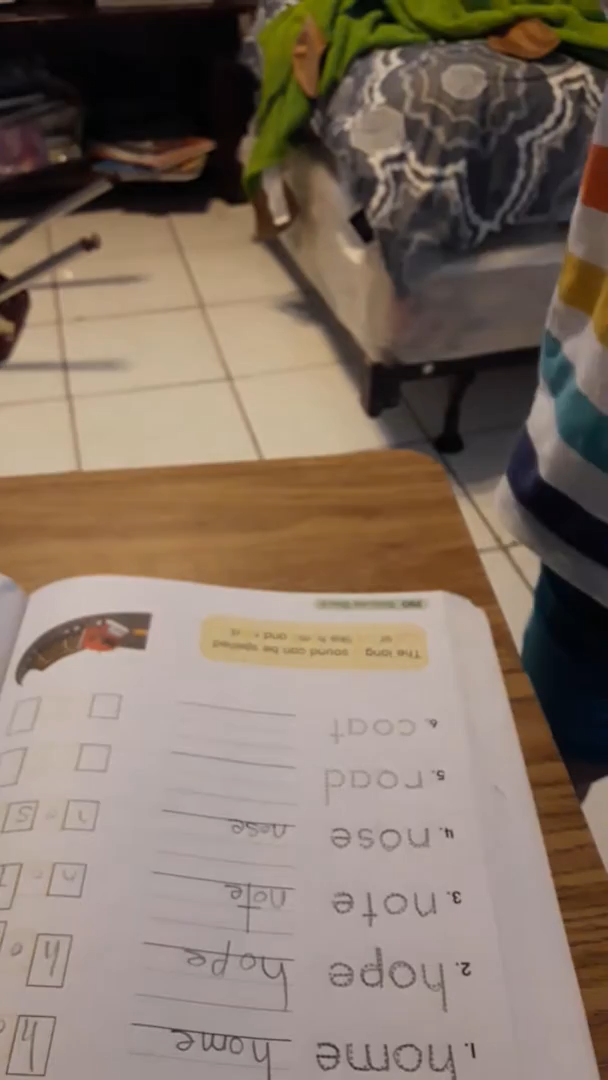 1. home home h
2. hope hope h o
3. note note n
4. nose nose n s
5. road
6. coat
The long sound can be spelled
and